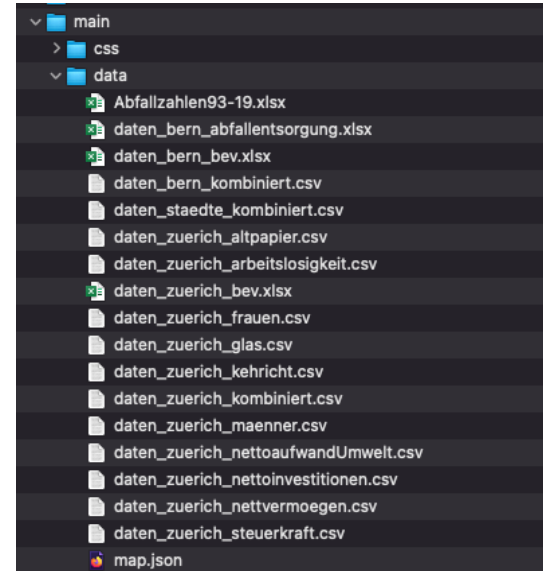 main
css
data
Abfallzahlen93-19.xlsx
daten_bern_abfallentsorgung.xlsx
daten_bern_bev.xlsx
daten_bern_kombiniert.csv
daten_staedte_kombiniert.csv
daten_zuerich_altpapier.csv
daten_zuerich_arbeitslosigkeit.csv
daten_zuerich_bev.xlsx
daten_zuerich_frauen.csv
daten_zuerich_glas.csv
daten_zuerich_kehricht.csv
daten_zuerich_kombiniert.csv
daten_zuerich_maenner.csv
daten_zuerich_nettoaufwandUmwelt.csv
daten_zuerich_nettoinvestitionen.csv
daten_zuerich_nettvermoegen.csv
daten_zuerich_steuerkraft.csv
map.json